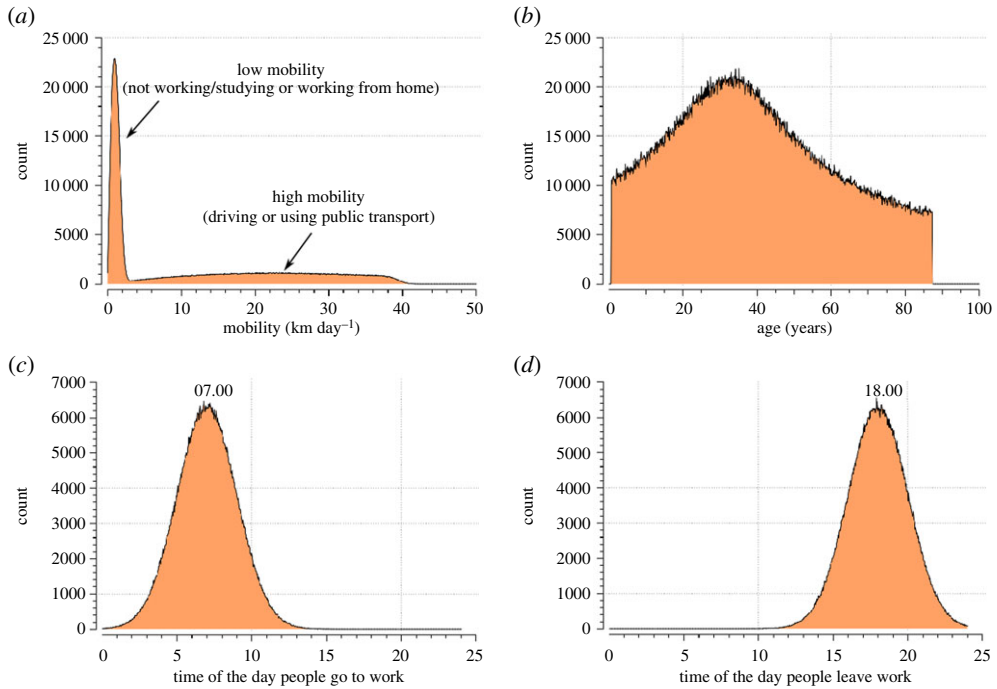 (a)
25 000
20 000
15 000
10 000
5000
0
count
low mobility
(not working/studying or working from home)
high mobility
(driving or using public transport)
0 10 20 30 40 50
mobility (km day⁻¹)
(b)
25 000
20 000
15 000
10 000
5000
0
count
0 20 40 60 80 100
age (years)
(c)
7000
6000
5000
4000
3000
2000
1000
0
count
07.00
0 5 10 15 20 25
time of the day people go to work
(d)
7000
6000
5000
4000
3000
2000
1000
0
count
18.00
0 5 10 15 20 25
time of the day people leave work